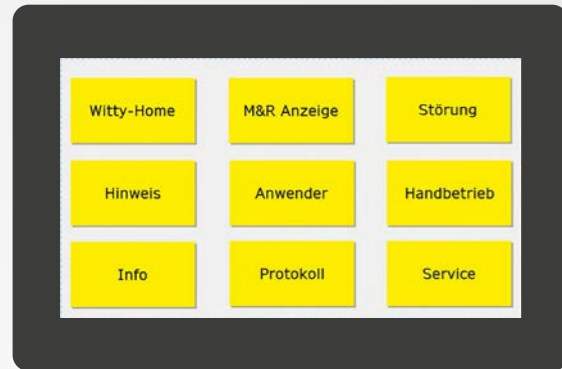 Witty-Home
M&R Anzeige
Störung
Hinweis
Anwender
Handbetrieb
Info
Protokoll
Service